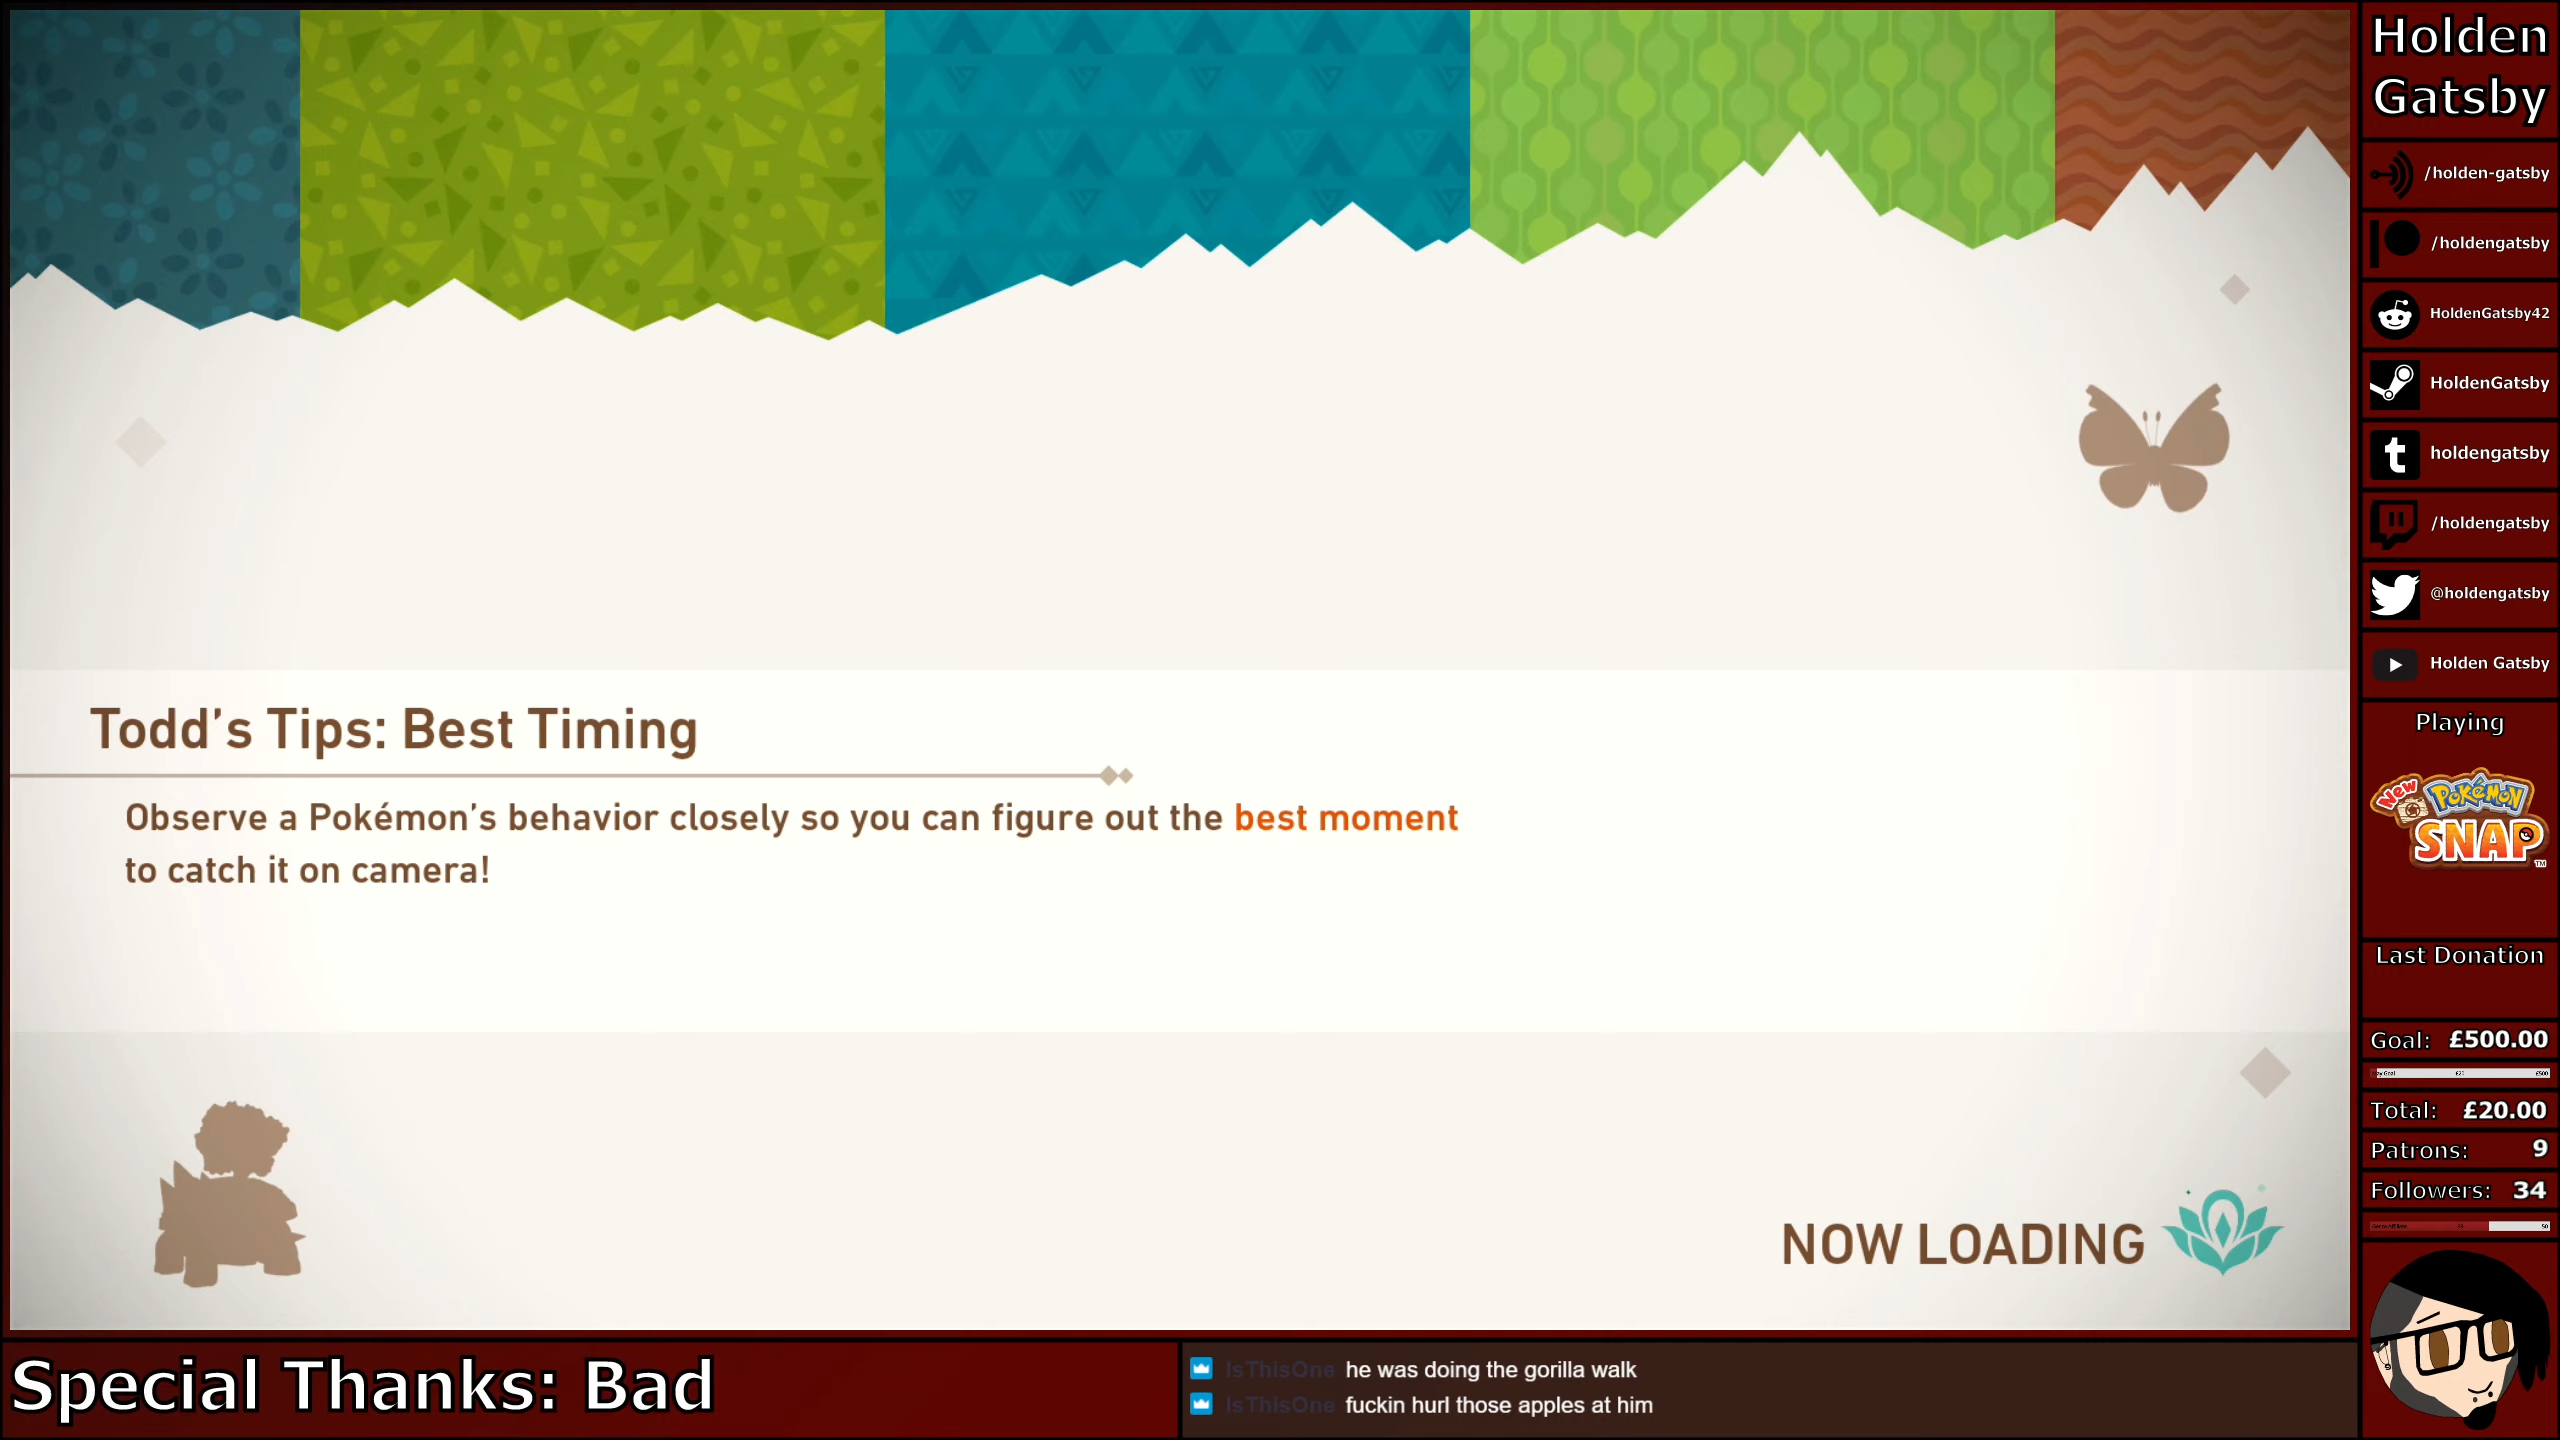 Todd's Tips: Best Timing
Observe a Pokémon's behavior closely so you can figure out the best moment
to catch it on camera!
NOW LOADING
Special Thanks: Bad
IsThisOne he was doing the gorilla walk
IsThisOne fuckin hurl those apples at him
Holden
Gatsby
/holden-gatsby
/holdengatsby
HoldenGatsby42
HoldenGatsby
holdengatsby
/holdengatsby
@holdengatsby
Holden Gatsby
Playing
New
POKéMON
SNAP
TM
Last Donation
Goal: £500.00
£500
Total: £20.00
Patrons: 9
Followers: 34
50